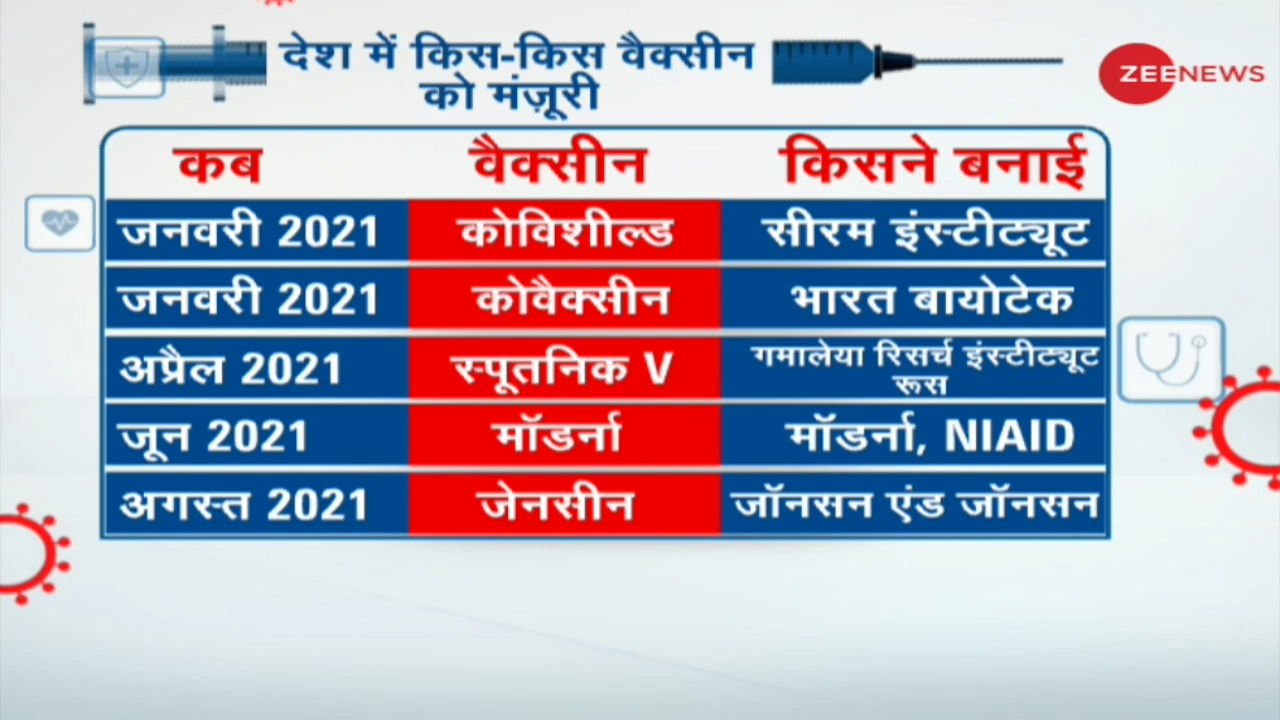 देश में किस-किस वैक्सीन
को मंज़ूरी
ZEENEWS
कब वैक्सीन किसने बनाई
जनवरी 2021 कोविशील्ड सीरम इंस्टीट्यूट
जनवरी 2021 कोवैक्सीन भारत बायोटेक
अप्रैल 2021 स्पूतनिक V गमालेया रिसर्च इंस्टीट्यूट
रूस
जून 2021 मॉडर्ना मॉडर्ना, NIAID
अगस्त 2021 जेनसीन जॉनसन एंड जॉनसन